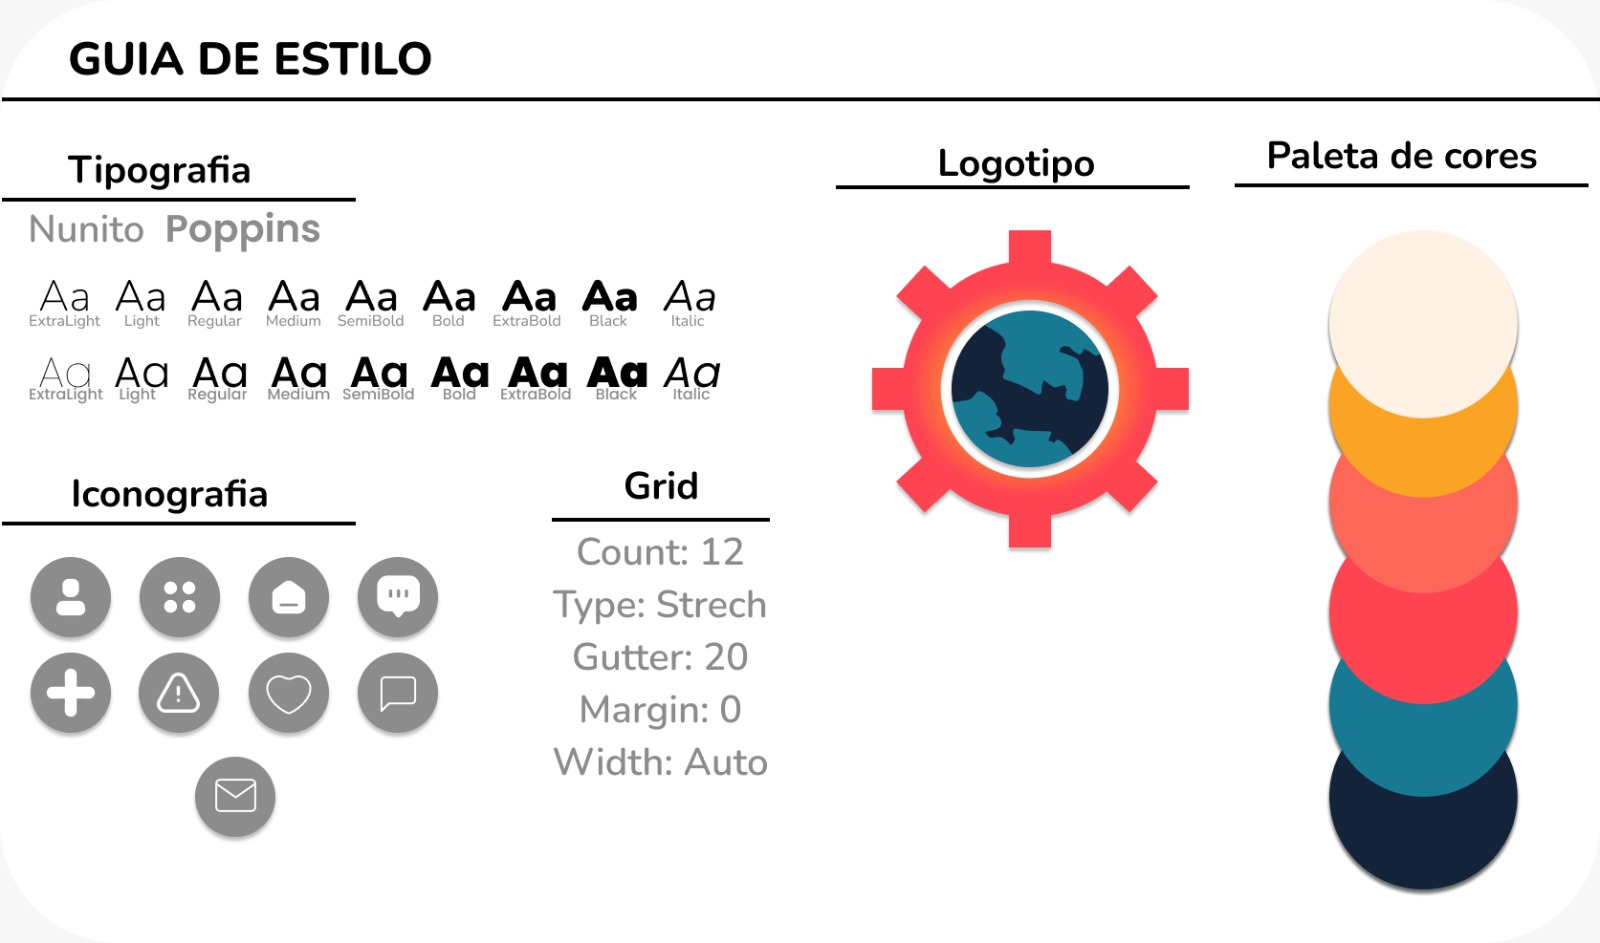 GUIA DE ESTILO
Tipografia
Nunito Poppins
Aa Aa Aa Aa Aa Aa Aa Aa Aa
ExtraLight Light Regular Medium SemiBold Bold ExtraBold Black Italic
Aa Aa Aa Aa Aa Aa Aa Aa Aa
ExtraLight Light Regular Medium SemiBold Bold ExtraBold Black Italic
Iconografia
Grid
Count: 12
Type: Strech
Gutter: 20
Margin: 0
Width: Auto
Logotipo
Paleta de cores